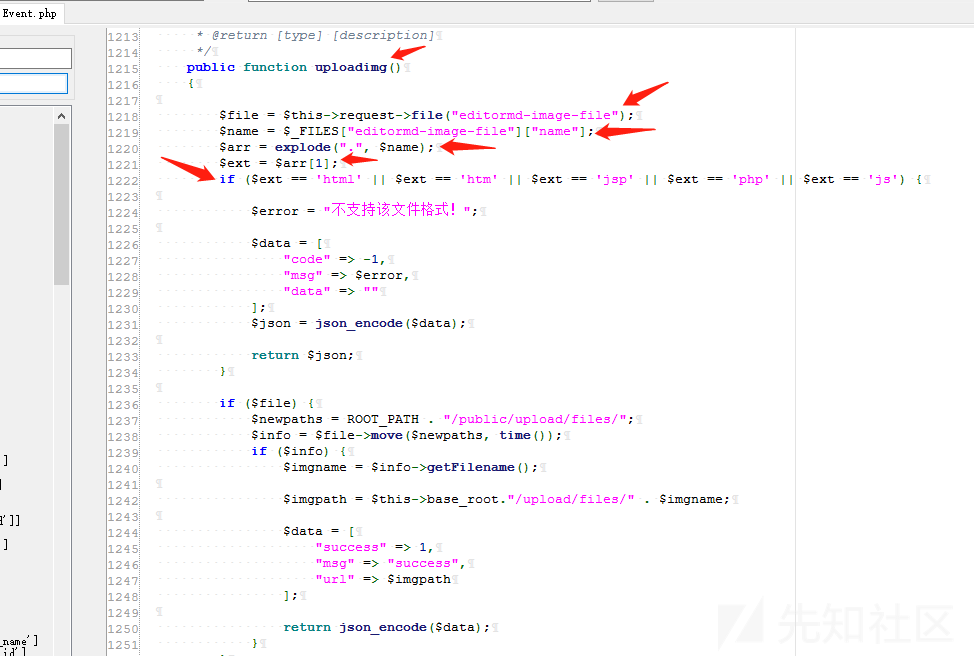 Event.php
1213 * @return [type] [description]
1214 */
1215 public function uploadimg()
1216 {
1217
1218 $file = $this->request->file("editormd-image-file");
1219 $name = $_FILES["editormd-image-file"]["name"];
1220 $arr = explode(".", $name);
1221 $ext = $arr[1];
1222 if ($ext == 'html' || $ext == 'htm' || $ext == 'jsp' || $ext == 'php' || $ext == 'js') {
1223
1224 $error = "不支持该文件格式!";
1225
1226 $data = [
1227 "code" => -1,
1228 "msg" => $error,
1229 "data" => ""
1230 ];
1231 $json = json_encode($data);
1232
1233 return $json;
1234 }
1235
1236 if ($file) {
1237 $newpaths = ROOT_PATH . "/public/upload/files/";
1238 $info = $file->move($newpaths, time());
1239 if ($info) {
1240 $imgname = $info->getFilename();
1241
1242 $imgpath = $this->base_root."/upload/files/" . $imgname;
1243
1244 $data = [
1245 "success" => 1,
1246 "msg" => "success",
1247 "url" => $imgpath
1248 ];
1249
1250 return json_encode($data);
1251 }
]
']]
]
_name']
_id']
先知社区